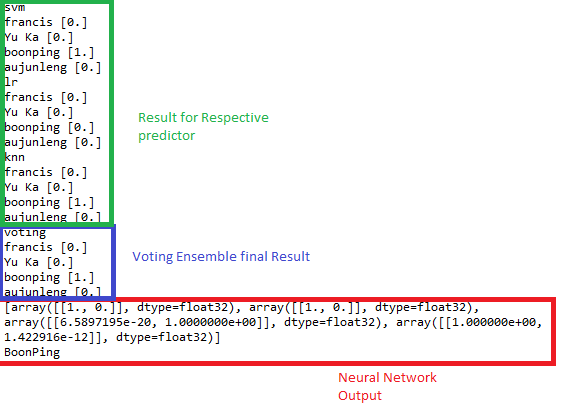 svm
francis [0.]
Yu Ka [0.]
boonping [1.]
aujunleng [0.]
lr
francis [0.]
Yu Ka [0.]
boonping [0.]
aujunleng [0.]
knn
francis [0.]
Yu Ka [0.]
boonping [1.]
aujunleng [0.]
Result for Respective
predictor
voting
francis [0.]
Yu Ka [0.]
boonping [1.]
aujunleng [0.]
Voting Ensemble final Result
[array([[1., 0.]], dtype=float32), array([[1., 0.]], dtype=float32),
array([[6.5897195e-20, 1.0000000e+00]], dtype=float32), array([[1.000000e+00,
1.422916e-12]], dtype=float32)]
BoonPing
Neural Network
Output